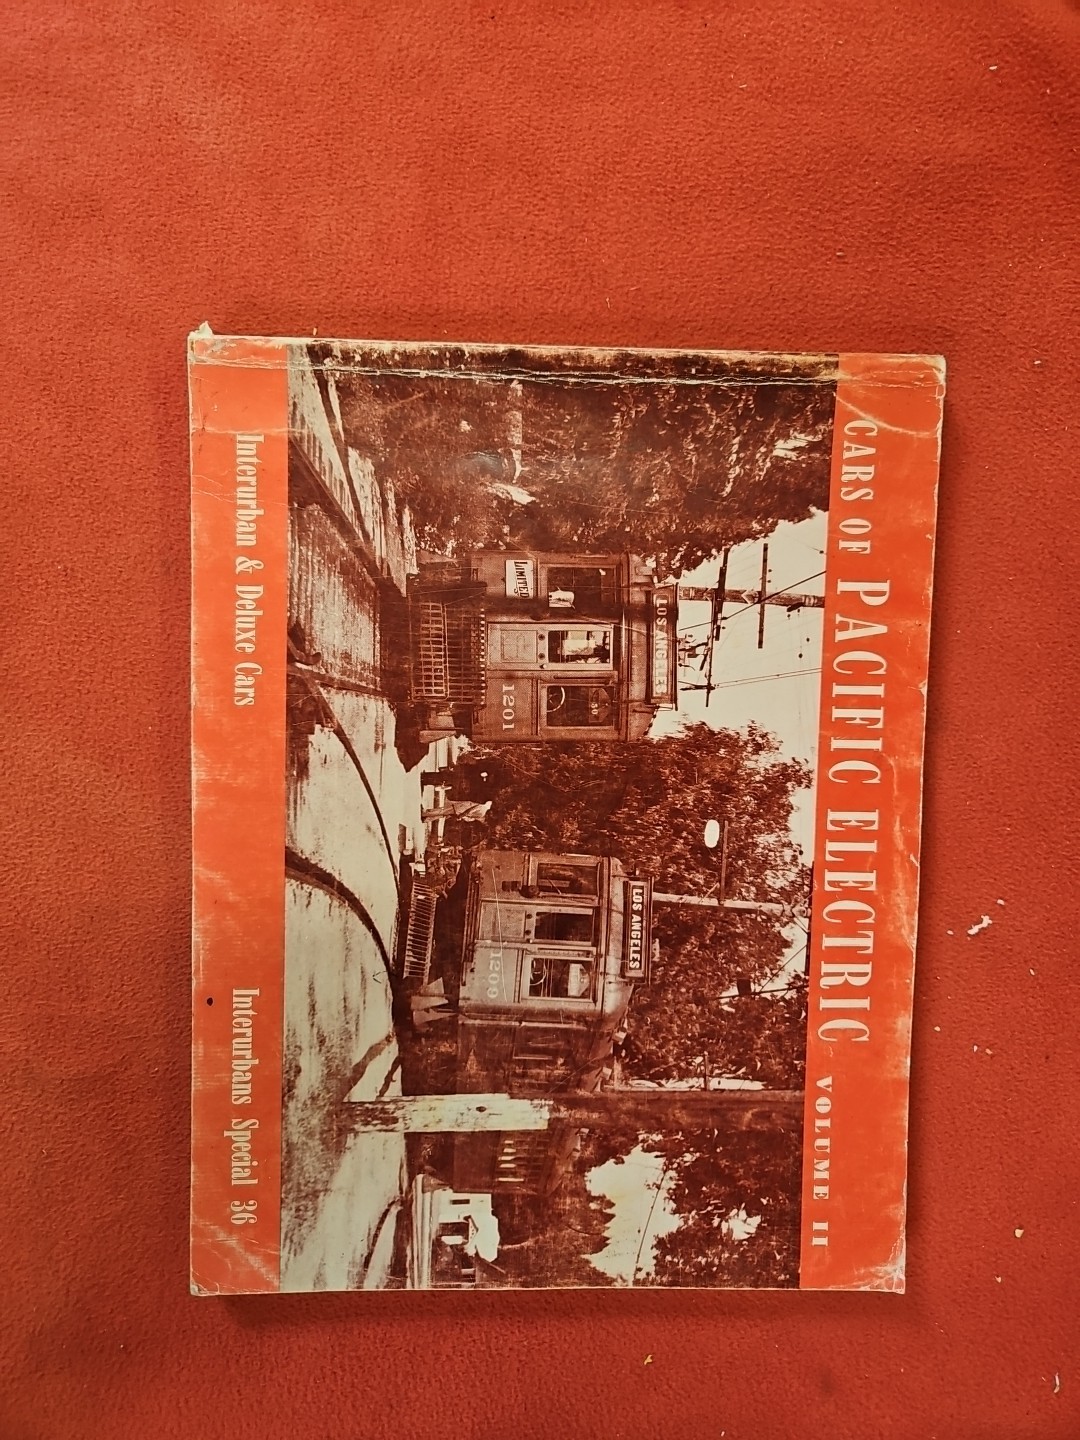 CARS OF PACIFIC ELECTRIC VOLUME II
LOS ANGELES
LIMITED
1201
LOS ANGELES
1209
Interurban & Deluxe Cars Interurbans Special 36